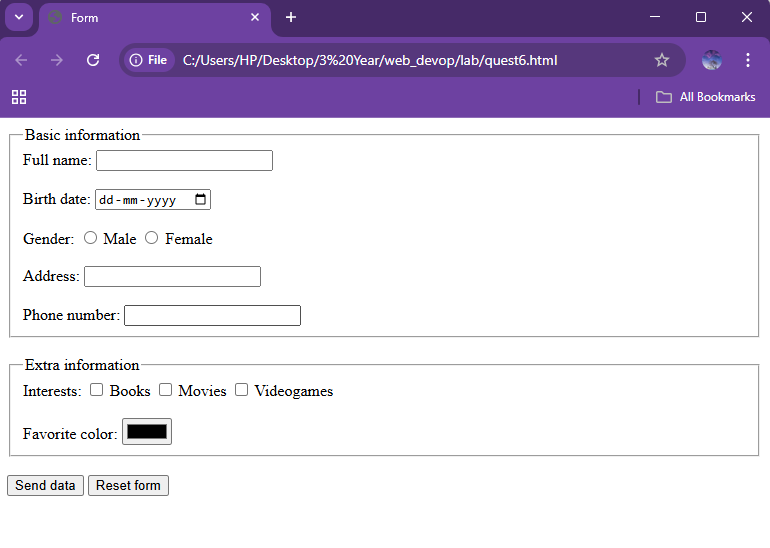 Form
File C:/Users/HP/Desktop/3%20Year/web_devop/lab/quest6.html
All Bookmarks
Basic information
Full name:
Birth date: dd-mm-yyyy
Gender: Male Female
Address:
Phone number:
Extra information
Interests: Books Movies Videogames
Favorite color:
Send data Reset form